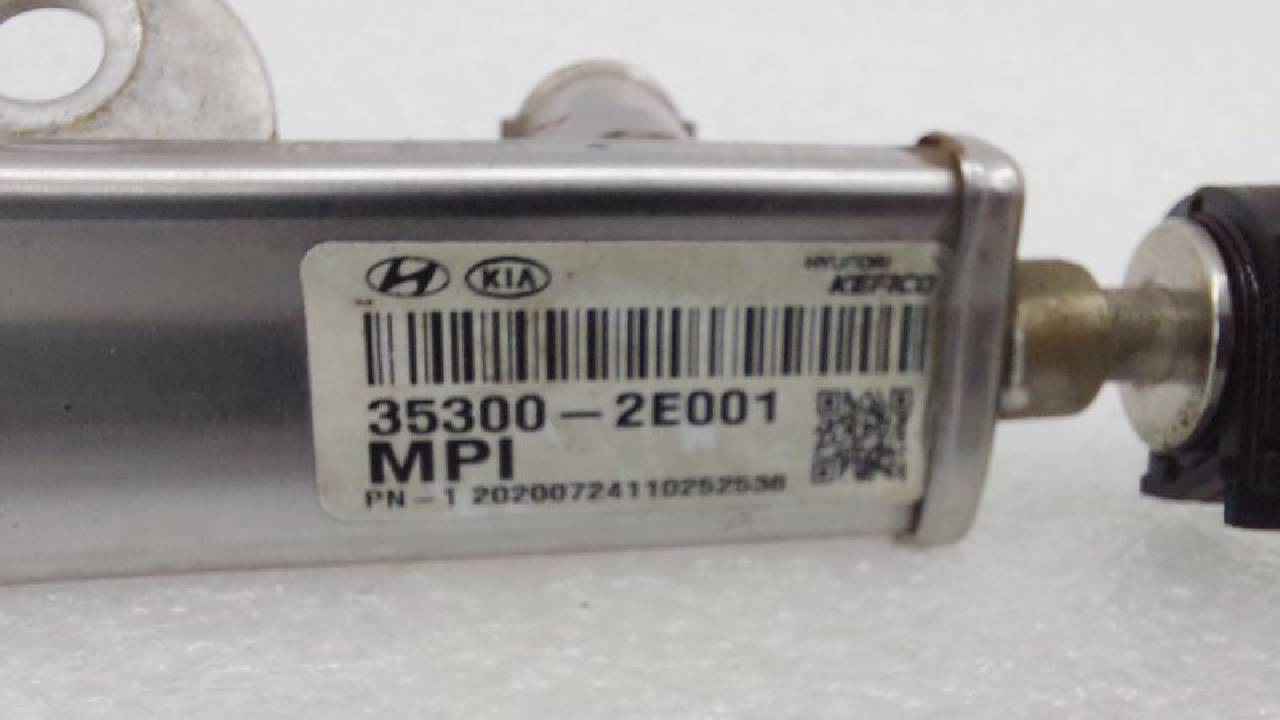 KIA
HYUNDAI
KEFICO
35300-2E001
MPI
PN-1 20200724110252536